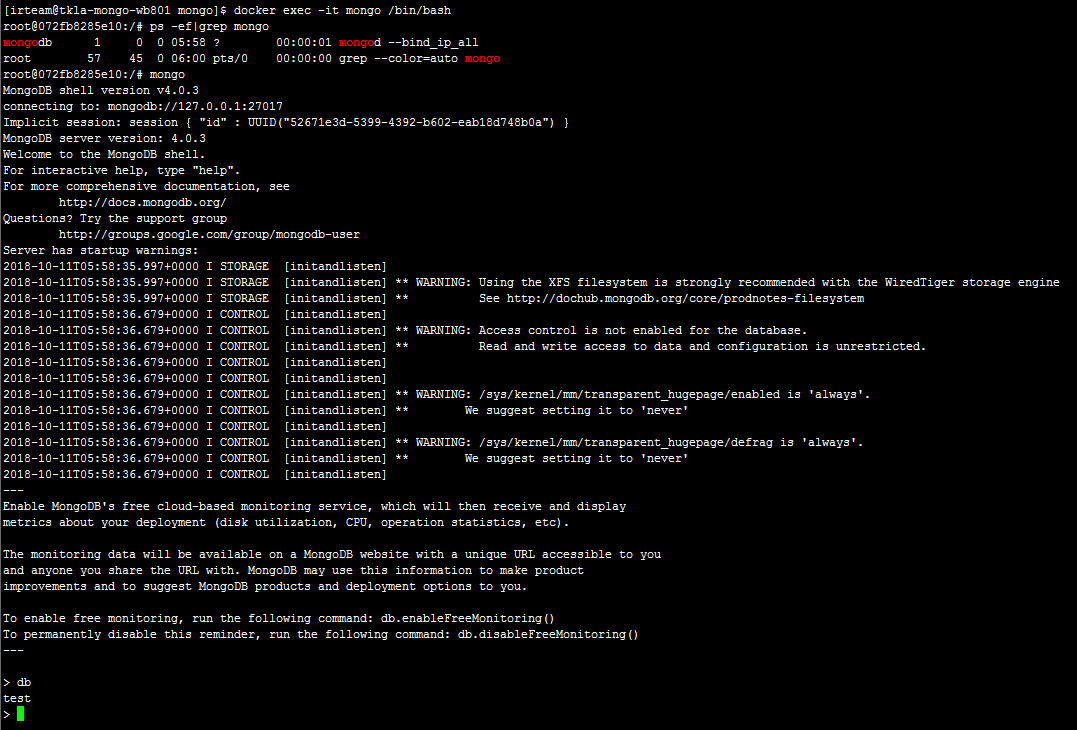 [irteam@tkla-mongo-wb801 mongo]$ docker exec -it mongo /bin/bash
root@072fb8285e10:/# ps -ef|grep mongo
mongodb      1     0  0 05:58 ?        00:00:01 mongod --bind_ip_all
root        57    45  0 06:00 pts/0    00:00:00 grep --color=auto mongo
root@072fb8285e10:/# mongo
MongoDB shell version v4.0.3
connecting to: mongodb://127.0.0.1:27017
Implicit session: session { "id" : UUID("52671e3d-5399-4392-b602-eab18d748b0a") }
MongoDB server version: 4.0.3
Welcome to the MongoDB shell.
For interactive help, type "help".
For more comprehensive documentation, see
        http://docs.mongodb.org/
Questions? Try the support group
        http://groups.google.com/group/mongodb-user
Server has startup warnings:
2018-10-11T05:58:35.997+0000 I STORAGE  [initandlisten]
2018-10-11T05:58:35.997+0000 I STORAGE  [initandlisten] ** WARNING: Using the XFS filesystem is strongly recommended with the WiredTiger storage engine
2018-10-11T05:58:35.997+0000 I STORAGE  [initandlisten] **          See http://dochub.mongodb.org/core/prodnotes-filesystem
2018-10-11T05:58:36.679+0000 I CONTROL  [initandlisten]
2018-10-11T05:58:36.679+0000 I CONTROL  [initandlisten] ** WARNING: Access control is not enabled for the database.
2018-10-11T05:58:36.679+0000 I CONTROL  [initandlisten] **          Read and write access to data and configuration is unrestricted.
2018-10-11T05:58:36.679+0000 I CONTROL  [initandlisten]
2018-10-11T05:58:36.679+0000 I CONTROL  [initandlisten]
2018-10-11T05:58:36.679+0000 I CONTROL  [initandlisten] ** WARNING: /sys/kernel/mm/transparent_hugepage/enabled is 'always'.
2018-10-11T05:58:36.679+0000 I CONTROL  [initandlisten] **        We suggest setting it to 'never'
2018-10-11T05:58:36.679+0000 I CONTROL  [initandlisten]
2018-10-11T05:58:36.679+0000 I CONTROL  [initandlisten] ** WARNING: /sys/kernel/mm/transparent_hugepage/defrag is 'always'.
2018-10-11T05:58:36.679+0000 I CONTROL  [initandlisten] **        We suggest setting it to 'never'
2018-10-11T05:58:36.679+0000 I CONTROL  [initandlisten]
---
Enable MongoDB's free cloud-based monitoring service, which will then receive and display
metrics about your deployment (disk utilization, CPU, operation statistics, etc).

The monitoring data will be available on a MongoDB website with a unique URL accessible to you
and anyone you share the URL with. MongoDB may use this information to make product
improvements and to suggest MongoDB products and deployment options to you.

To enable free monitoring, run the following command: db.enableFreeMonitoring()
To permanently disable this reminder, run the following command: db.disableFreeMonitoring()
---

> db
test
>